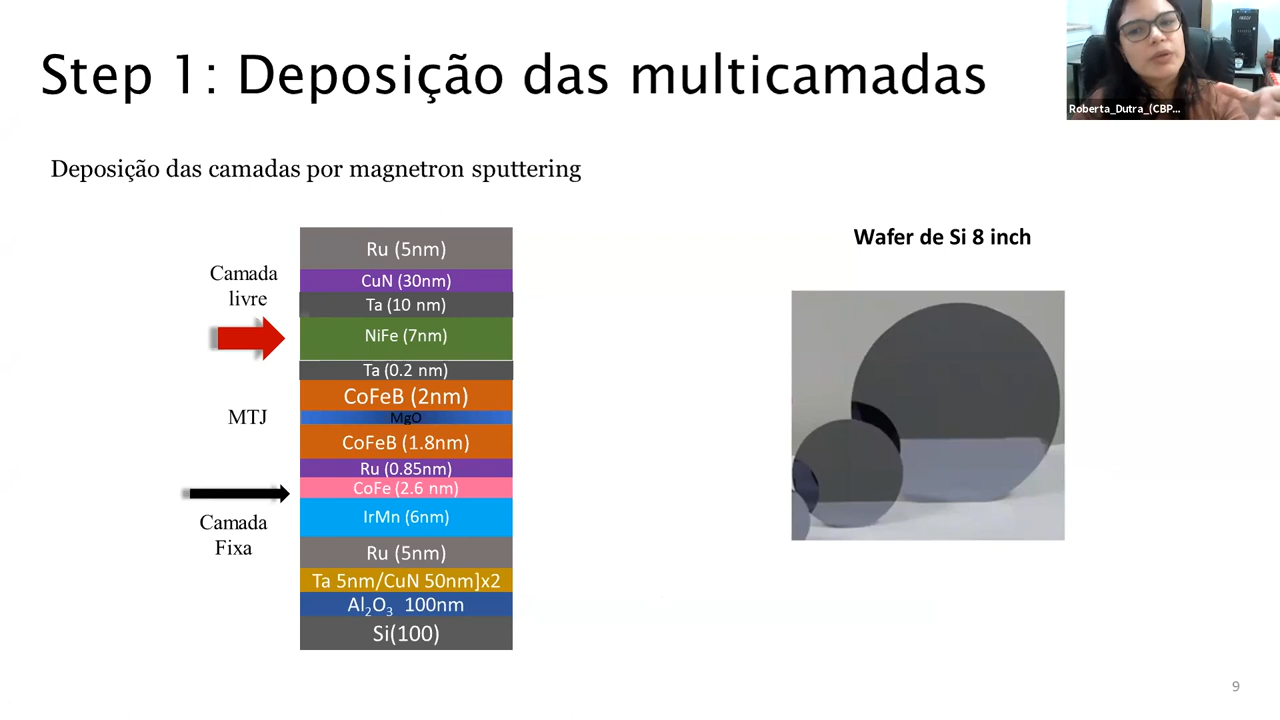 Step 1: Deposição das multicamadas
Roberta_Dutra_(CBP...
Deposição das camadas por magnetron sputtering
Wafer de Si 8 inch
Camada
livre
MTJ
Camada
Fixa
Ru (5nm)
CuN (30nm)
Ta (10 nm)
NiFe (7nm)
Ta (0.2 nm)
CoFeB (2nm)
MgO
CoFeB (1.8nm)
Ru (0.85nm)
CoFe (2.6 nm)
IrMn (6nm)
Ru (5nm)
Ta 5nm/CuN 50nm]x2
Al₂O₃ 100nm
Si(100)
9